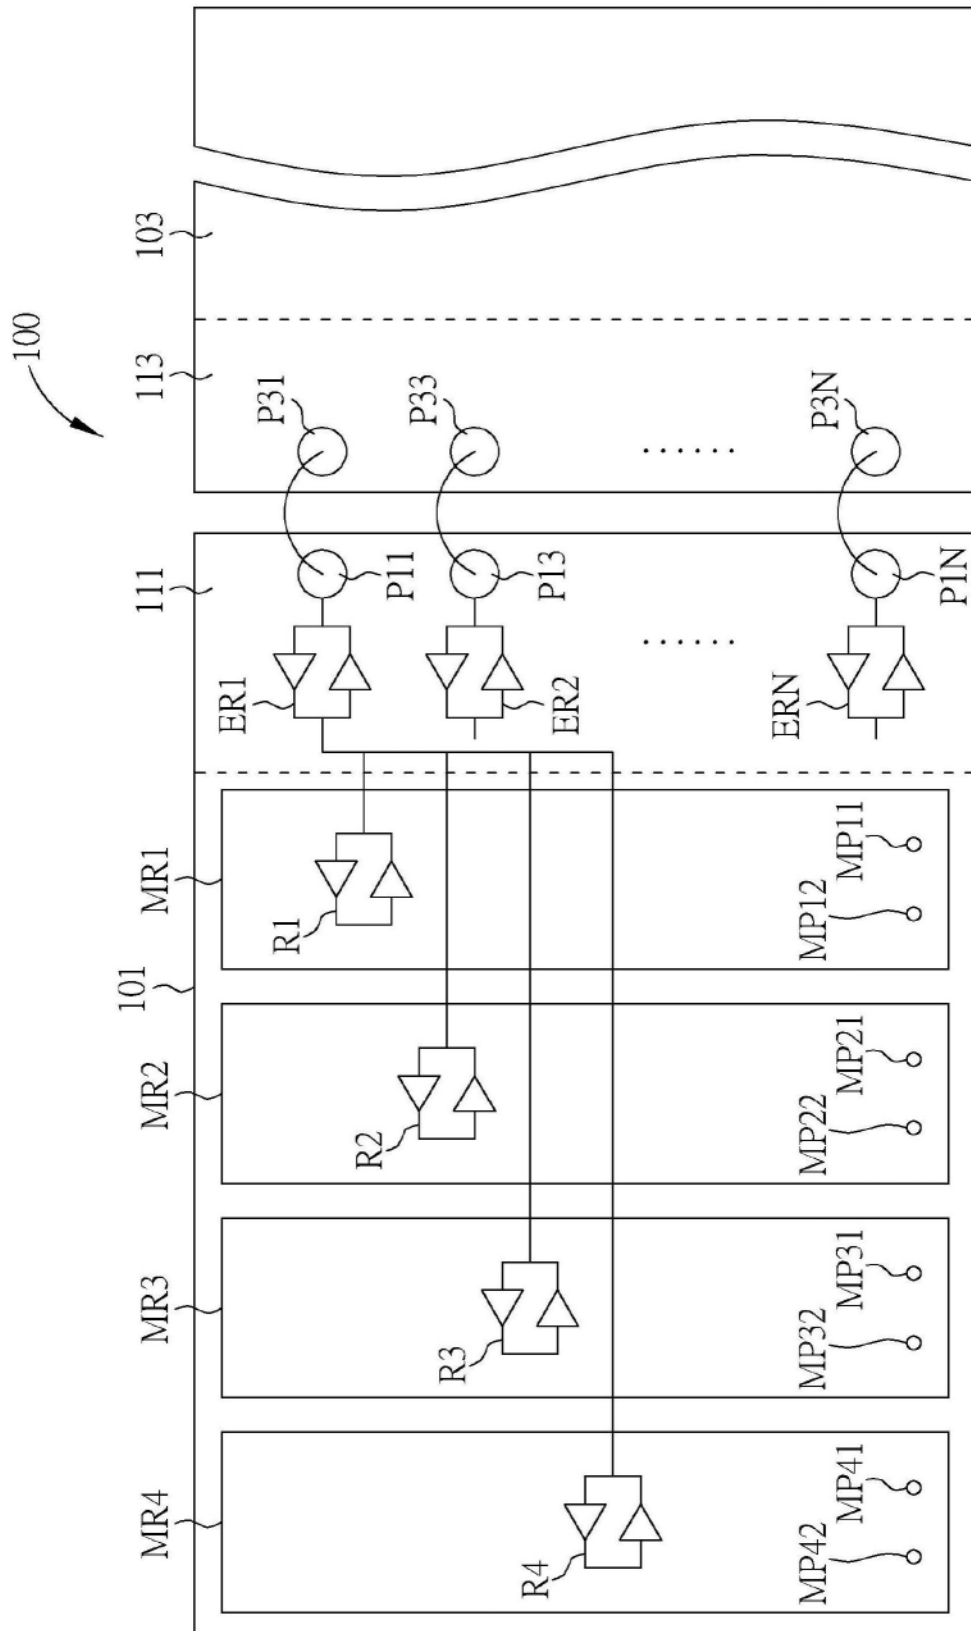 100
MR4
MR3
MR2
101
MR1
111
113
103
R4
R3
R2
R1
ER1
P11
P31
ER2
P13
P33
......
......
ERN
P1N
P3N
MP42
MP41
MP32
MP31
MP22
MP21
MP12
MP11